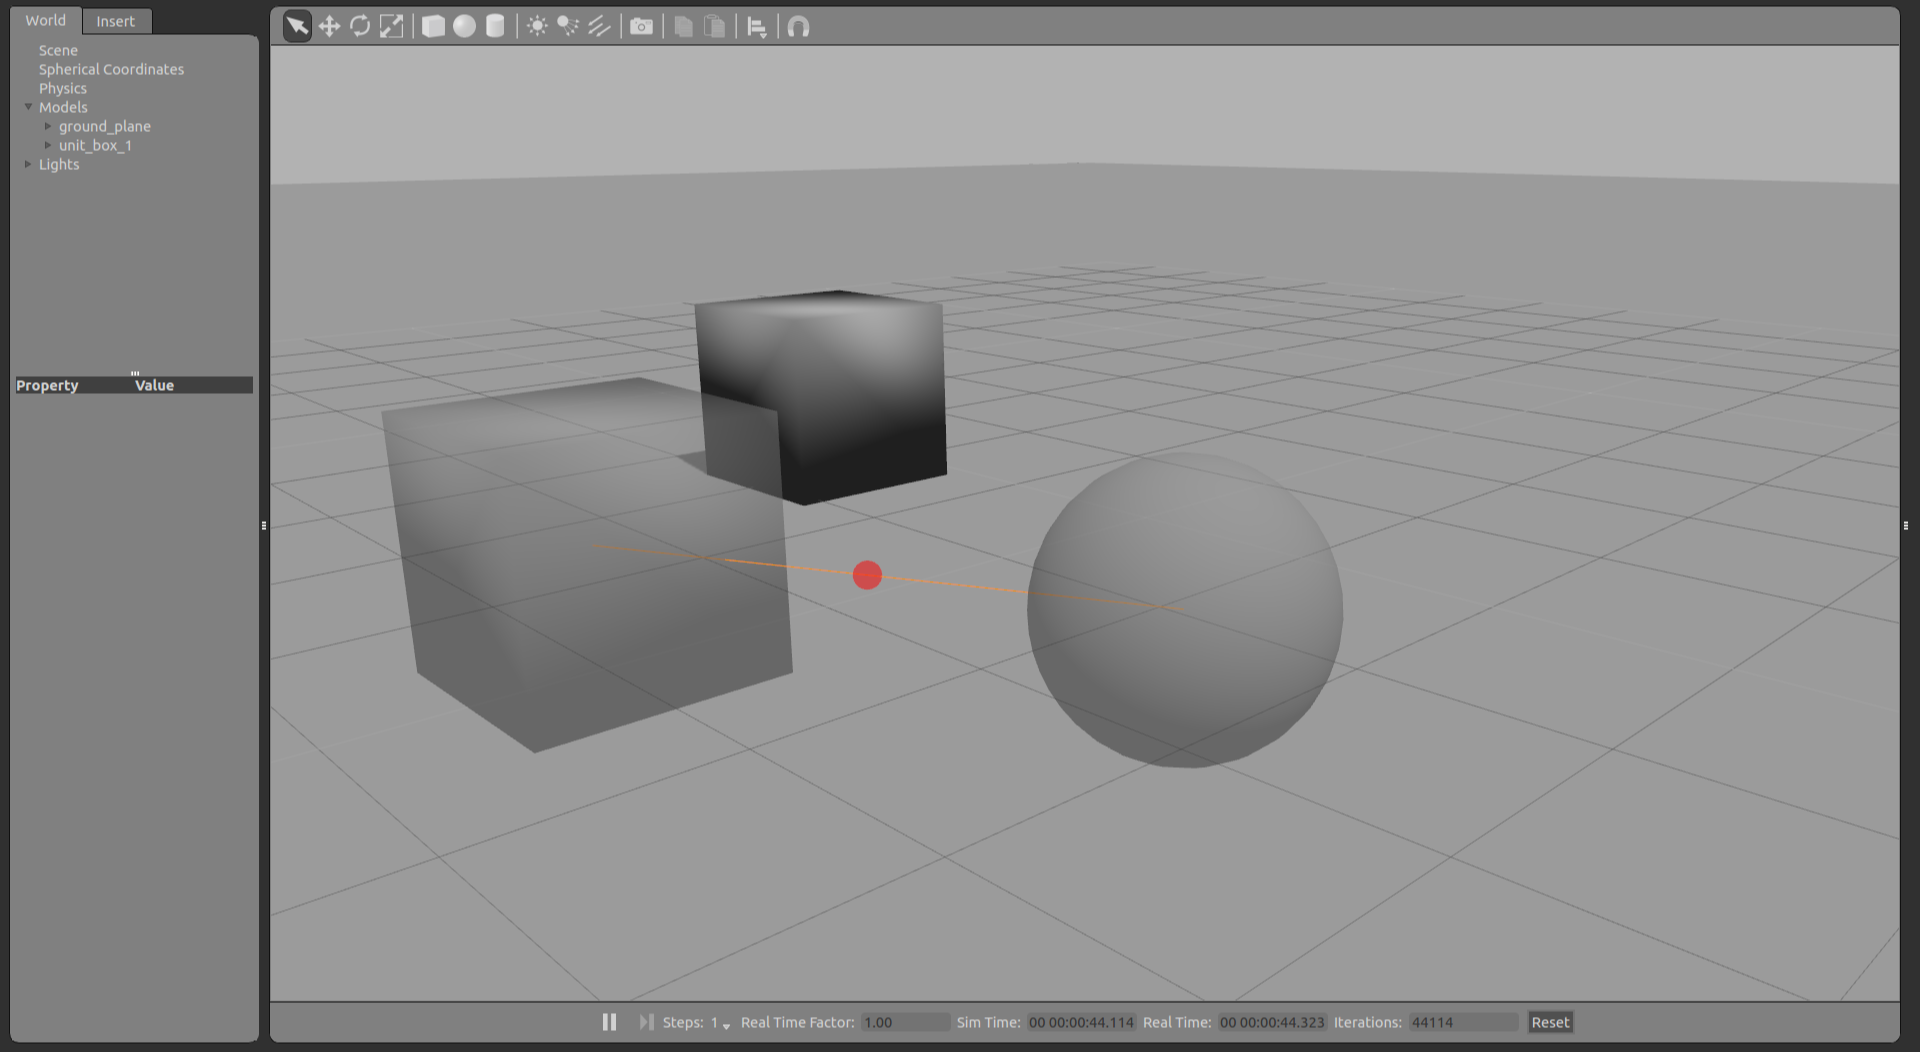 World Insert
Scene
Spherical Coordinates
Physics
Models
ground_plane
unit_box_1
Lights
Property Value
Steps: 1 Real Time Factor: 1.00 Sim Time: 00 00:00:44.114 Real Time: 00 00:00:44.323 Iterations: 44114 Reset